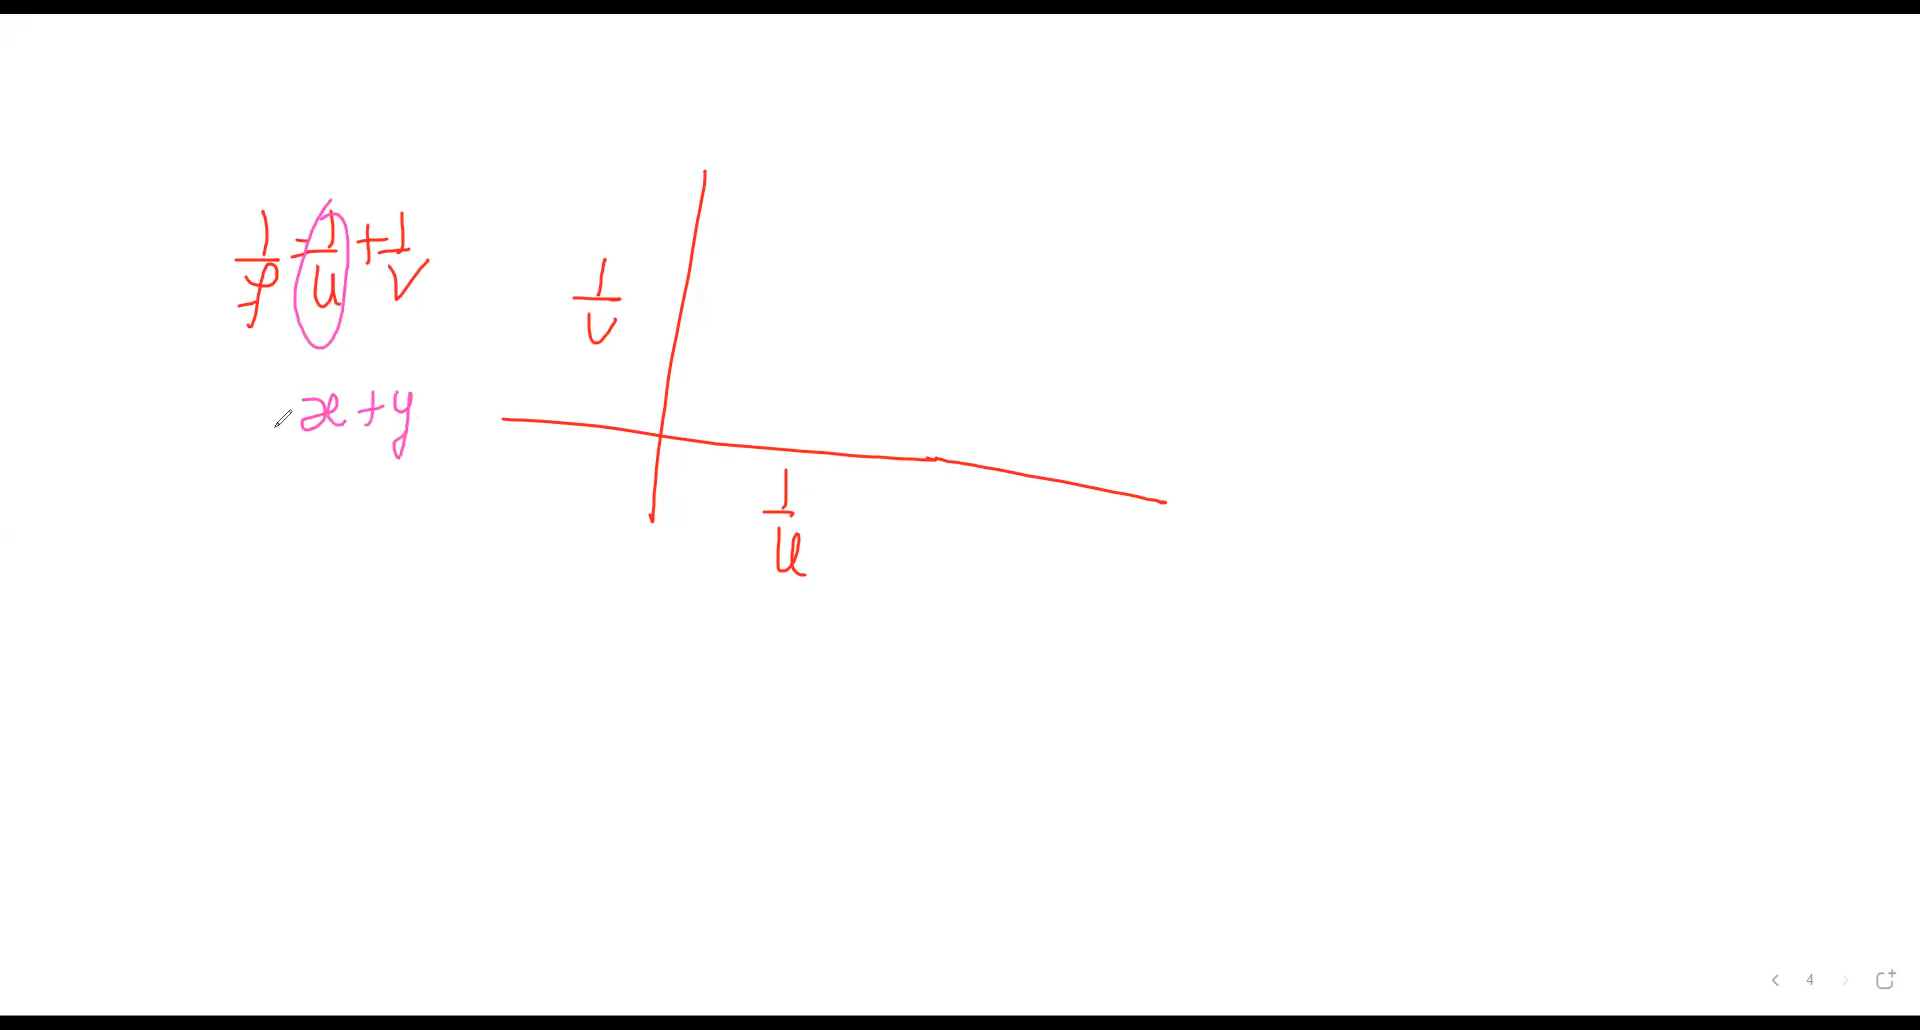 1/f = 1/u + 1/v
x + y
1/v
1/u
4